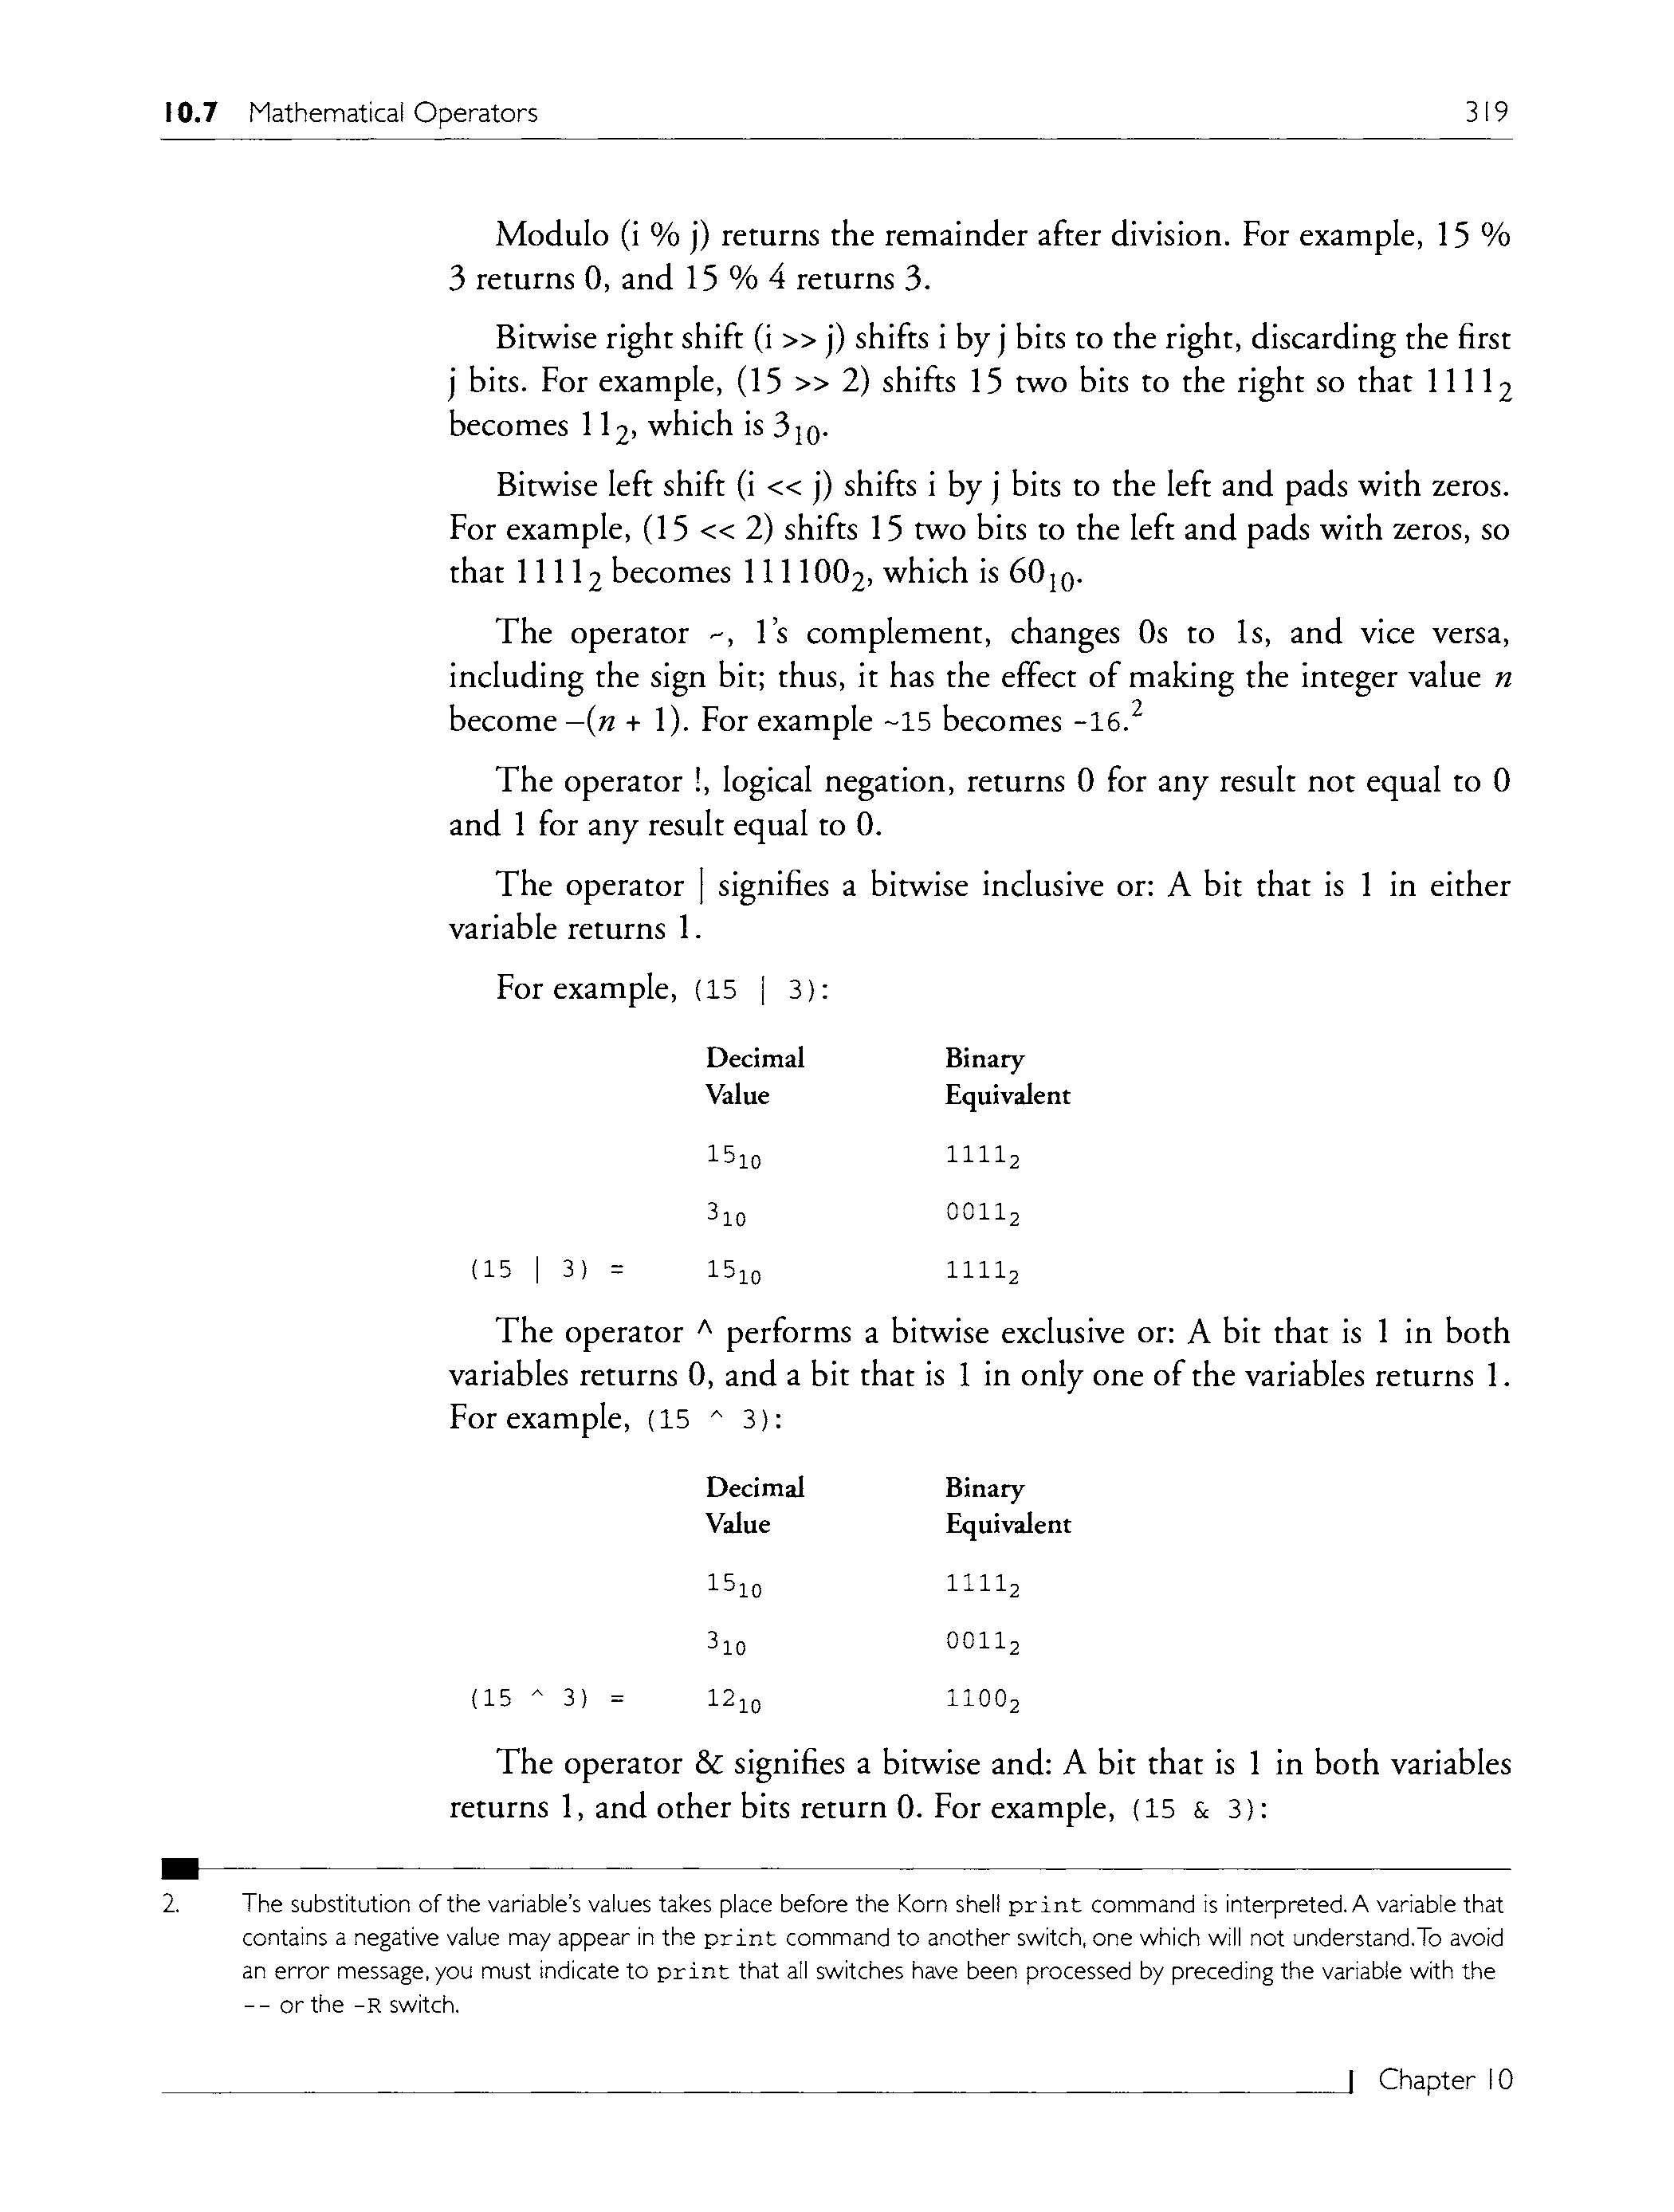 10.7 Mathematical Operators 319
Modulo (i % j) returns the remainder after division. For example, 15 %
3 returns 0, and 15 % 4 returns 3.
Bitwise right shift (i >> j) shifts i by j bits to the right, discarding the first
j bits. For example, (15 >> 2) shifts 15 two bits to the right so that 1111₂
becomes 11₂, which is 3₁₀.
Bitwise left shift (i << j) shifts i by j bits to the left and pads with zeros.
For example, (15 << 2) shifts 15 two bits to the left and pads with zeros, so
that 1111₂ becomes 111100₂, which is 60₁₀.
The operator ~, 1’s complement, changes 0s to 1s, and vice versa,
including the sign bit; thus, it has the effect of making the integer value n
become –(n + 1). For example ~15 becomes -16.²
The operator !, logical negation, returns 0 for any result not equal to 0
and 1 for any result equal to 0.
The operator | signifies a bitwise inclusive or: A bit that is 1 in either
variable returns 1.
For example, (15 | 3):
Decimal Binary
Value Equivalent
15₁₀ 1111₂
3₁₀ 0011₂
(15 | 3) = 15₁₀ 1111₂
The operator ^ performs a bitwise exclusive or: A bit that is 1 in both
variables returns 0, and a bit that is 1 in only one of the variables returns 1.
For example, (15 ^ 3):
Decimal Binary
Value Equivalent
15₁₀ 1111₂
3₁₀ 0011₂
(15 ^ 3) = 12₁₀ 1100₂
The operator & signifies a bitwise and: A bit that is 1 in both variables
returns 1, and other bits return 0. For example, (15 & 3):
2. The substitution of the variable’s values takes place before the Korn shell print command is interpreted. A variable that
contains a negative value may appear in the print command to another switch, one which will not understand. To avoid
an error message, you must indicate to print that all switches have been processed by preceding the variable with the
-- or the -R switch.
Chapter 10